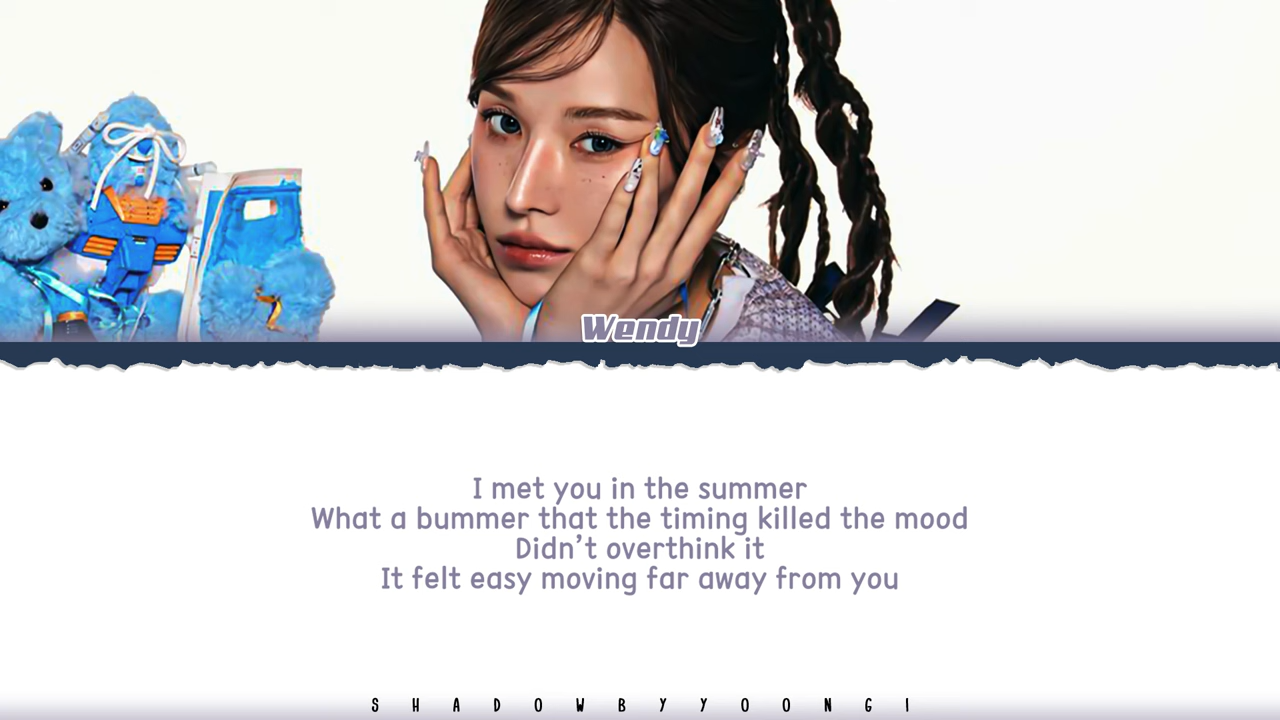 Wendy
I met you in the summer
What a bummer that the timing killed the mood
Didn’t overthink it
It felt easy moving far away from you
SHADOWBYYOONGI